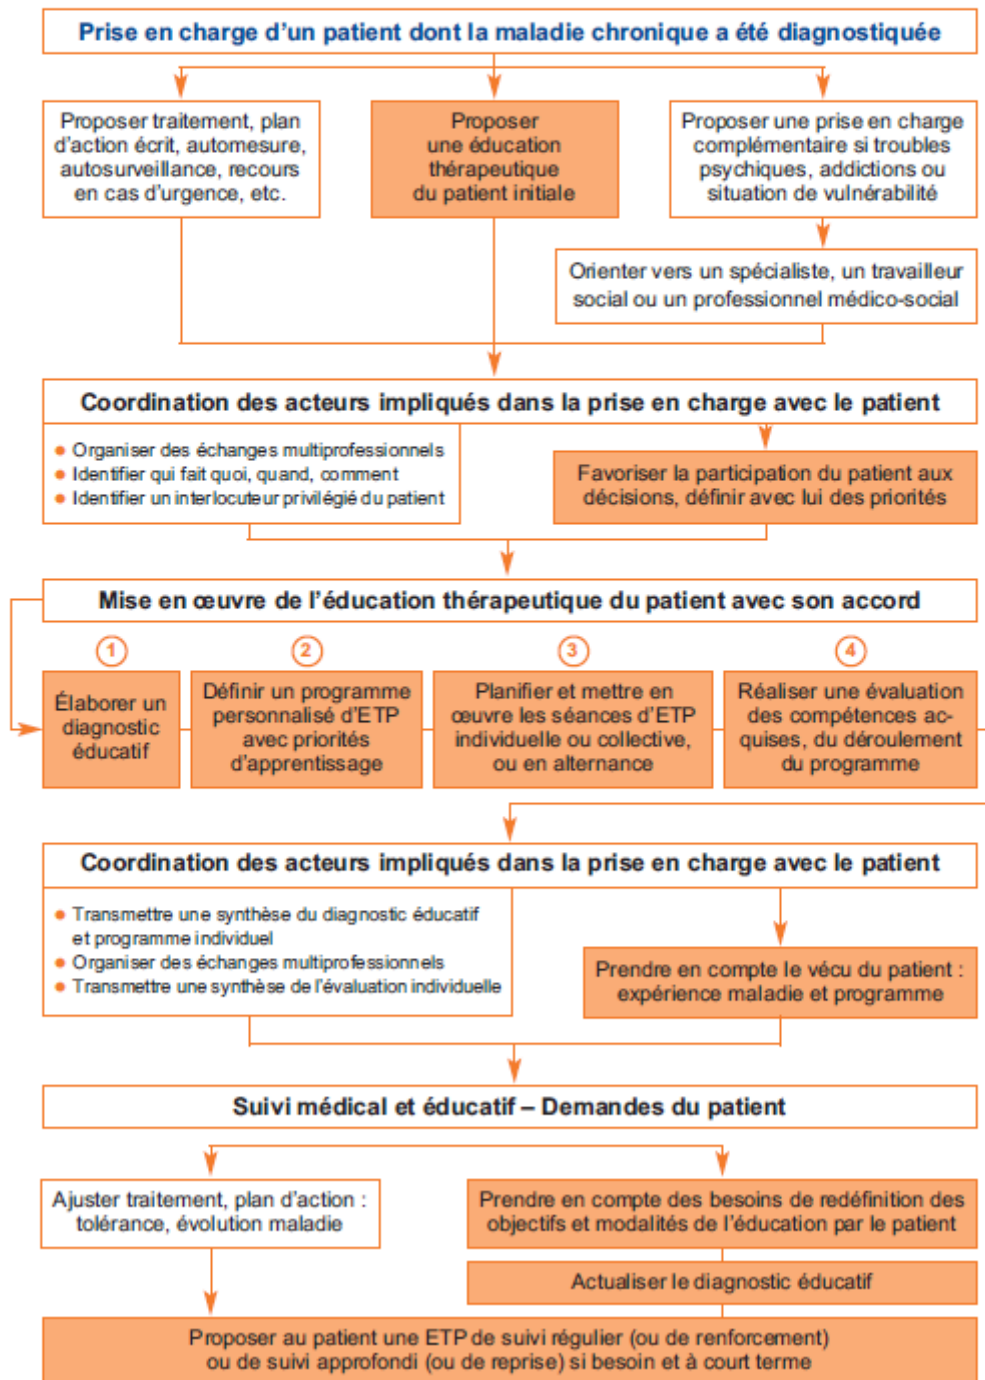 Prise en charge d'un patient dont la maladie chronique a été diagnostiquée
Proposer traitement, plan
d'action écrit, automesure,
autosurveillance, recours
en cas d'urgence, etc.
Proposer
une éducation
thérapeutique
du patient initiale
Proposer une prise en charge
complémentaire si troubles
psychiques, addictions ou
situation de vulnérabilité
Orienter vers un spécialiste, un travailleur
social ou un professionnel médico-social
Coordination des acteurs impliqués dans la prise en charge avec le patient
● Organiser des échanges multiprofessionnels
● Identifier qui fait quoi, quand, comment
● Identifier un interlocuteur privilégié du patient
Favoriser la participation du patient aux
décisions, définir avec lui des priorités
Mise en œuvre de l'éducation thérapeutique du patient avec son accord
1
Élaborer un
diagnostic
éducatif
2
Définir un programme
personnalisé d'ETP
avec priorités
d'apprentissage
3
Planifier et mettre en
œuvre les séances d'ETP
individuelle ou collective,
ou en alternance
4
Réaliser une évaluation
des compétences ac-
quises, du déroulement
du programme
Coordination des acteurs impliqués dans la prise en charge avec le patient
● Transmettre une synthèse du diagnostic éducatif
et programme individuel
● Organiser des échanges multiprofessionnels
● Transmettre une synthèse de l'évaluation individuelle
Prendre en compte le vécu du patient :
expérience maladie et programme
Suivi médical et éducatif – Demandes du patient
Ajuster traitement, plan d'action :
tolérance, évolution maladie
Prendre en compte des besoins de redéfinition des
objectifs et modalités de l'éducation par le patient
Actualiser le diagnostic éducatif
Proposer au patient une ETP de suivi régulier (ou de renforcement)
ou de suivi approfondi (ou de reprise) si besoin et à court terme